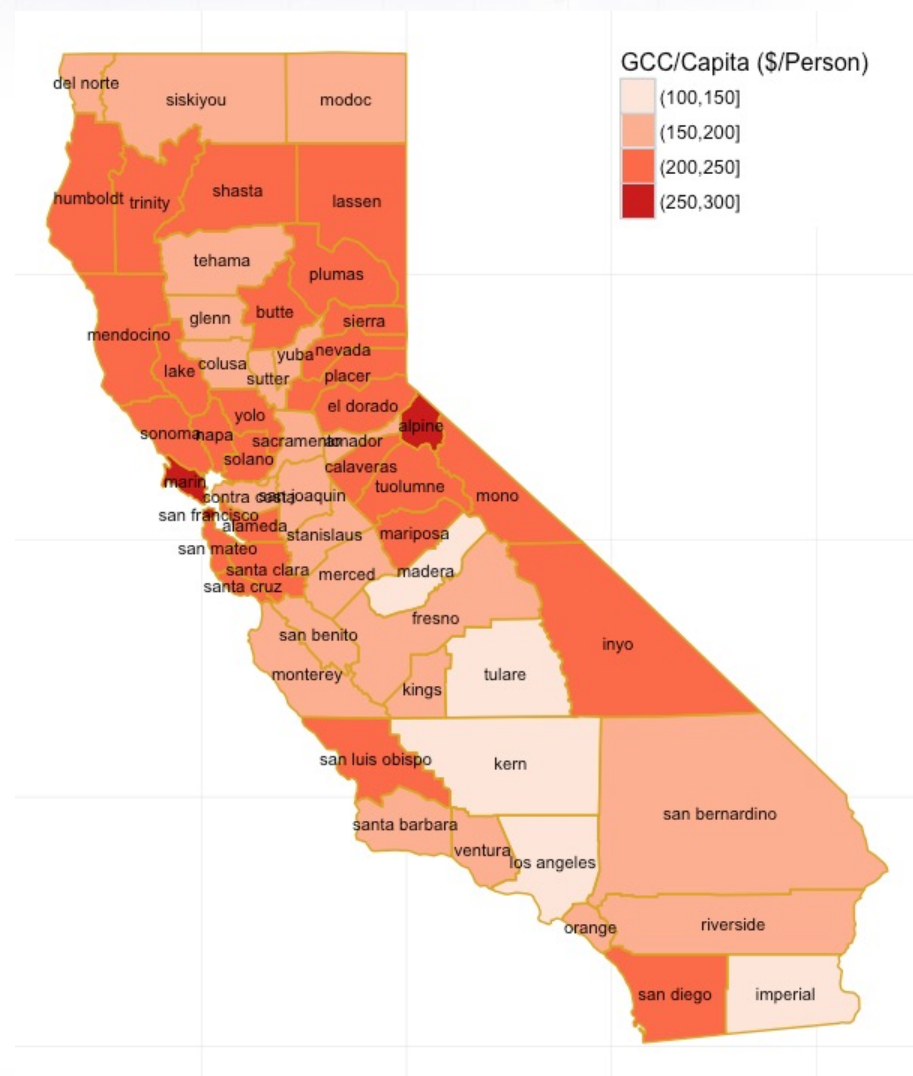 GCC/Capita ($/Person)
(100,150]
(150,200]
(200,250]
(250,300]
del norte
siskiyou
modoc
humboldt
trinity
shasta
lassen
tehama
plumas
glenn
butte
sierra
mendocino
colusa
yuba
nevada
lake
sutter
placer
yolo
el dorado
alpine
sonoma
napa
sacramento
amador
solano
calaveras
marin
tuolumne
contra costa
san joaquin
mono
san francisco
alameda
stanislaus
mariposa
san mateo
santa clara
merced
madera
santa cruz
fresno
san benito
inyo
monterey
kings
tulare
san luis obispo
kern
san bernardino
santa barbara
ventura
los angeles
orange
riverside
san diego
imperial